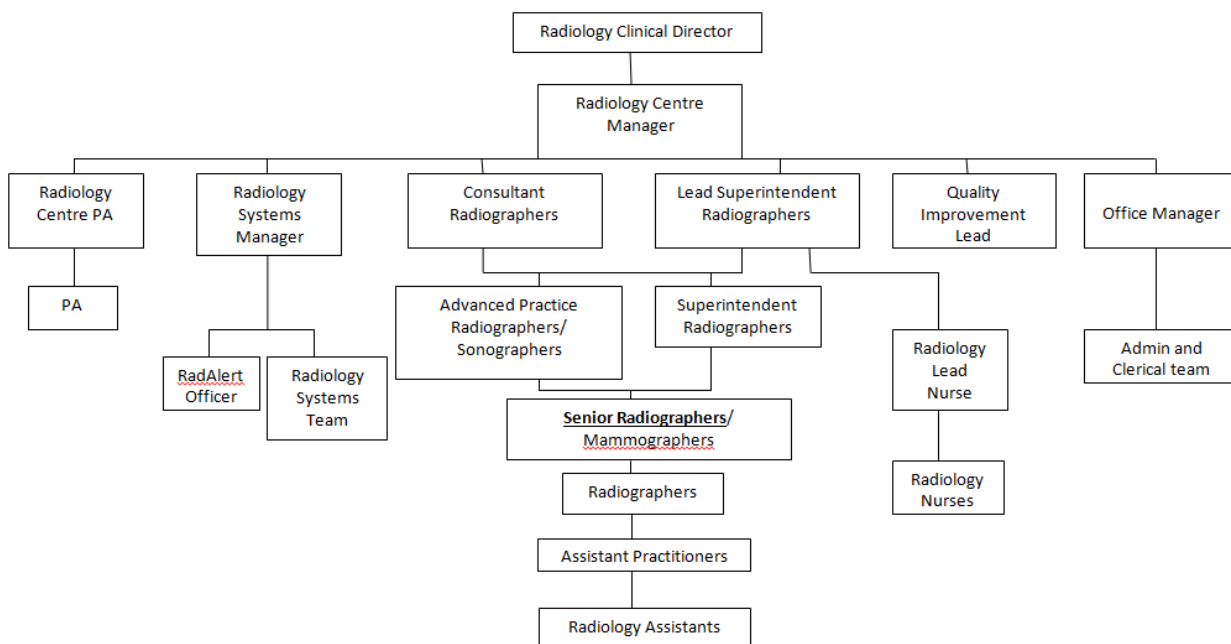 Radiology Clinical Director
Radiology Centre
Manager
Radiology
Centre PA
Radiology
Systems
Manager
Consultant
Radiographers
Lead Superintendent
Radiographers
Quality
Improvement
Lead
Office Manager
PA
Advanced Practice
Radiographers/
Sonographers
Superintendent
Radiographers
RadAlert
Officer
Radiology
Systems
Team
Radiology
Lead
Nurse
Admin and
Clerical team
Senior Radiographers/
Mammographers
Radiographers
Radiology
Nurses
Assistant Practitioners
Radiology Assistants